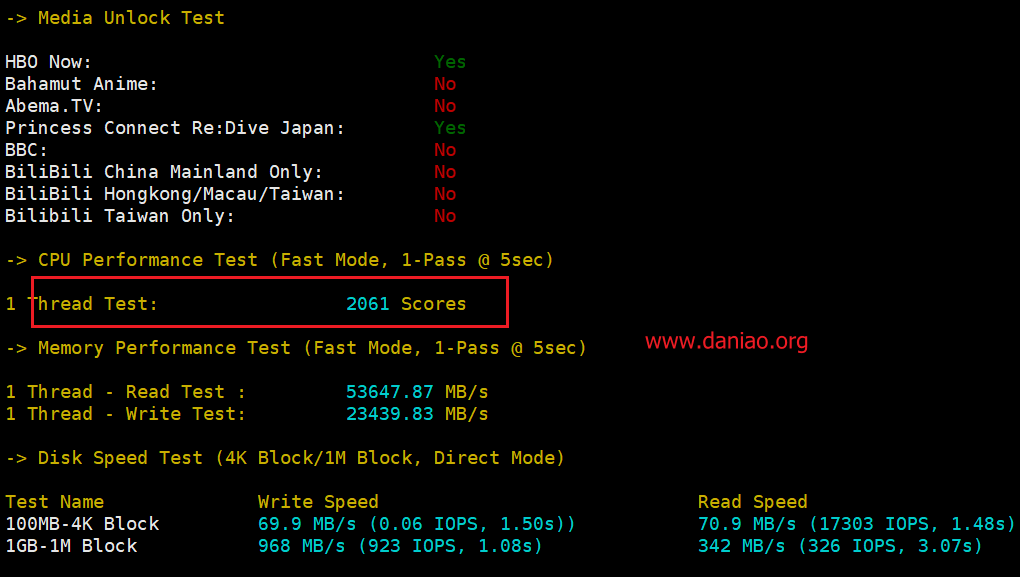 -> Media Unlock Test
HBO Now: Yes
Bahamut Anime: No
Abema.TV: No
Princess Connect Re:Dive Japan: Yes
BBC: No
BiliBili China Mainland Only: No
BiliBili Hongkong/Macau/Taiwan: No
Bilibili Taiwan Only: No
-> CPU Performance Test (Fast Mode, 1-Pass @ 5sec)
1 Thread Test: 2061 Scores
www.daniao.org
-> Memory Performance Test (Fast Mode, 1-Pass @ 5sec)
1 Thread - Read Test : 53647.87 MB/s
1 Thread - Write Test: 23439.83 MB/s
-> Disk Speed Test (4K Block/1M Block, Direct Mode)
Test Name Write Speed Read Speed
100MB-4K Block 69.9 MB/s (0.06 IOPS, 1.50s)) 70.9 MB/s (17303 IOPS, 1.48s)
1GB-1M Block 968 MB/s (923 IOPS, 1.08s) 342 MB/s (326 IOPS, 3.07s)